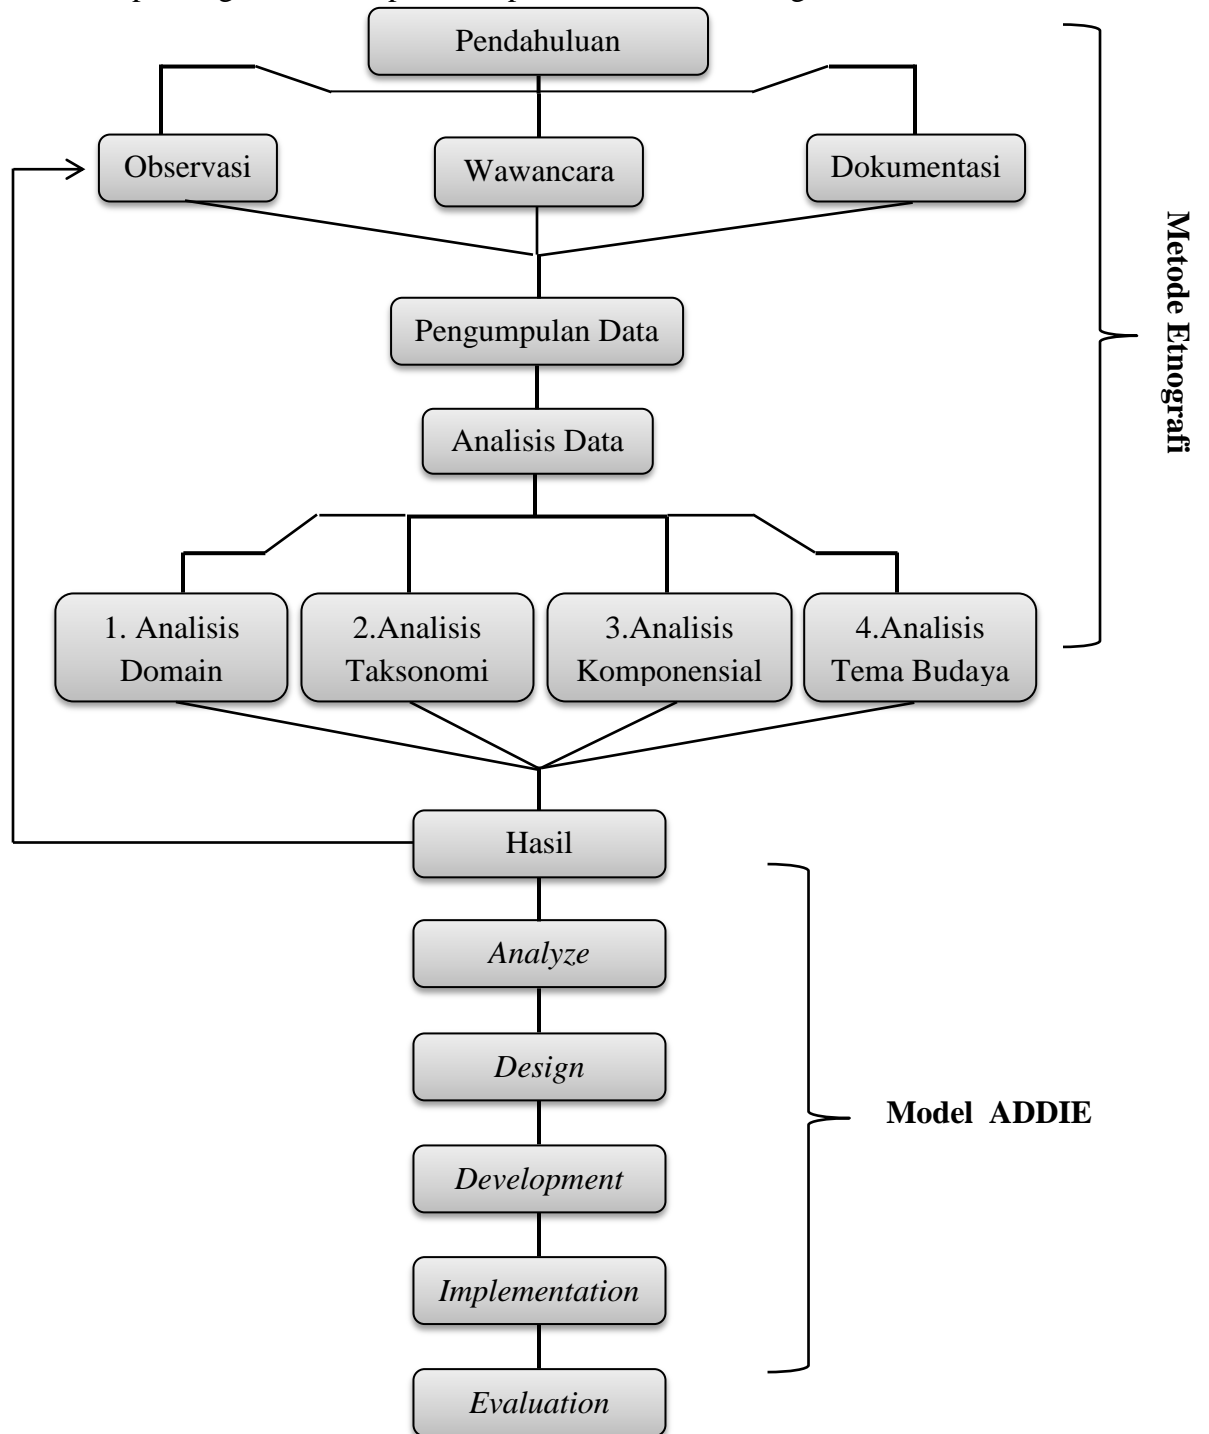 Pendahuluan
Observasi
Wawancara
Dokumentasi
Pengumpulan Data
Analisis Data
1. Analisis
Domain
2.Analisis
Taksonomi
3.Analisis
Komponensial
4.Analisis
Tema Budaya
Metode Etnografi
Hasil
Analyze
Design
Development
Implementation
Evaluation
Model ADDIE